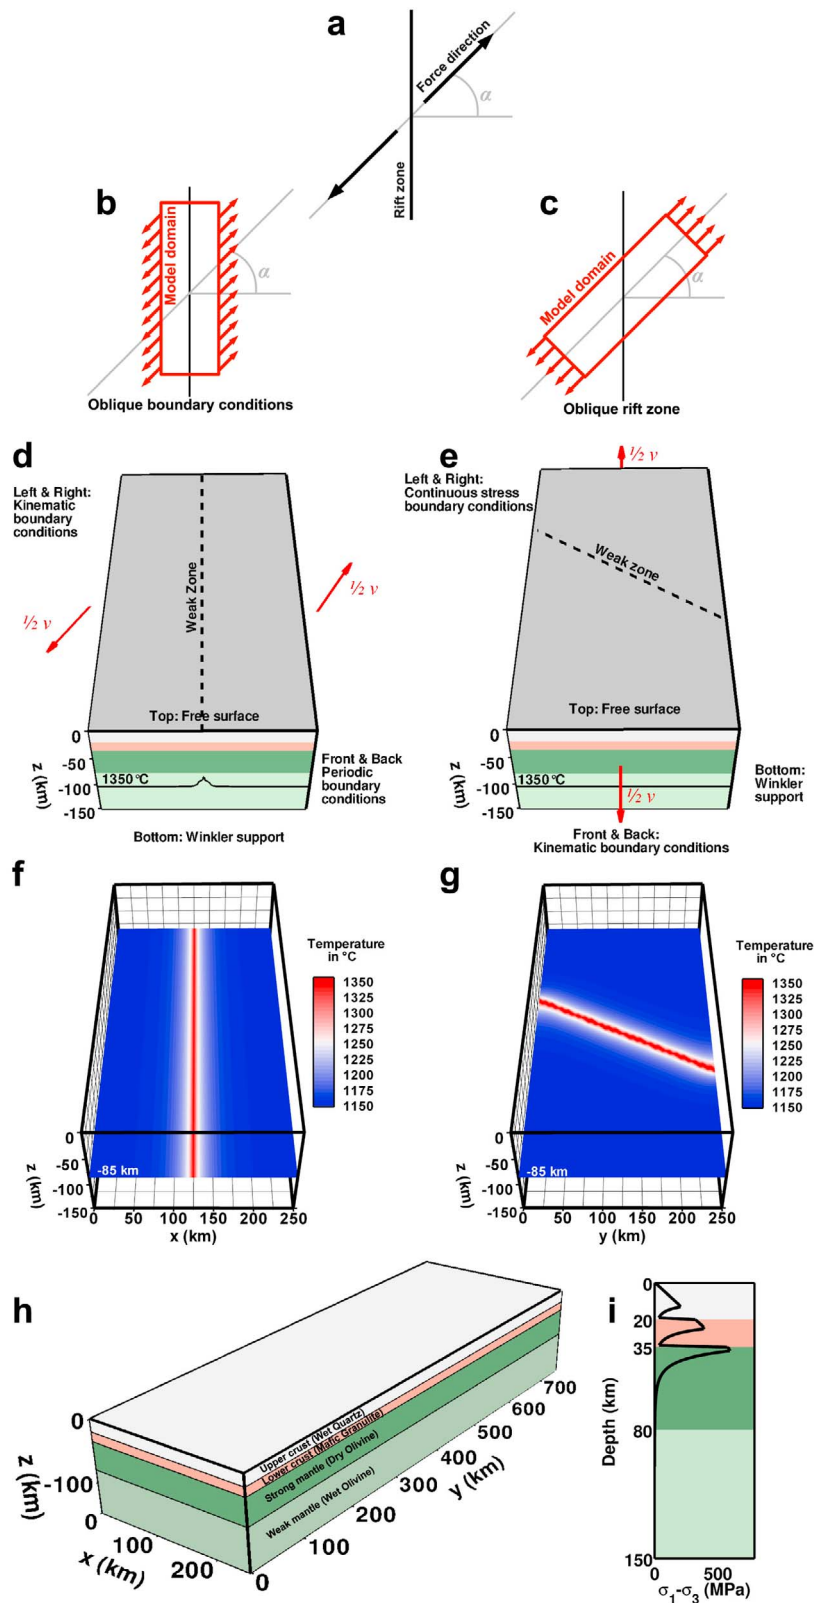 a
Force direction
α
Rift zone
b
Model domain
α
Oblique boundary conditions
c
Model domain
α
Oblique rift zone
d
Left & Right:
Kinematic
boundary
conditions
½ v
½ v
Weak Zone
Top: Free surface
0
-50
-100
-150
z (km)
1350°C
Front & Back
Periodic
boundary
conditions
Bottom: Winkler support
e
½ v
Left & Right:
Continuous stress
boundary conditions
Weak zone
Top: Free surface
0
-50
-100
-150
z (km)
1350°C
½ v
Bottom:
Winkler
support
Front & Back:
Kinematic boundary conditions
f
Temperature
in °C
1350
1325
1300
1275
1250
1225
1200
1175
1150
0
-50
-100
-150
z (km)
-85 km
0 50 100 150 200 250
x (km)
g
Temperature
in °C
1350
1325
1300
1275
1250
1225
1200
1175
1150
0
-50
-100
-150
z (km)
-85 km
0 50 100 150 200 250
y (km)
h
Upper crust (Wet Quartz)
Lower crust (Mafic Granulite)
Strong mantle (Dry Olivine)
Weak mantle (Wet Olivine)
0
-100
z (km)
0
100
200
x (km)
0
100
200
300
400
500
600
700
y (km)
i
0
20
35
80
150
Depth (km)
0 500
σ1-σ3 (MPa)